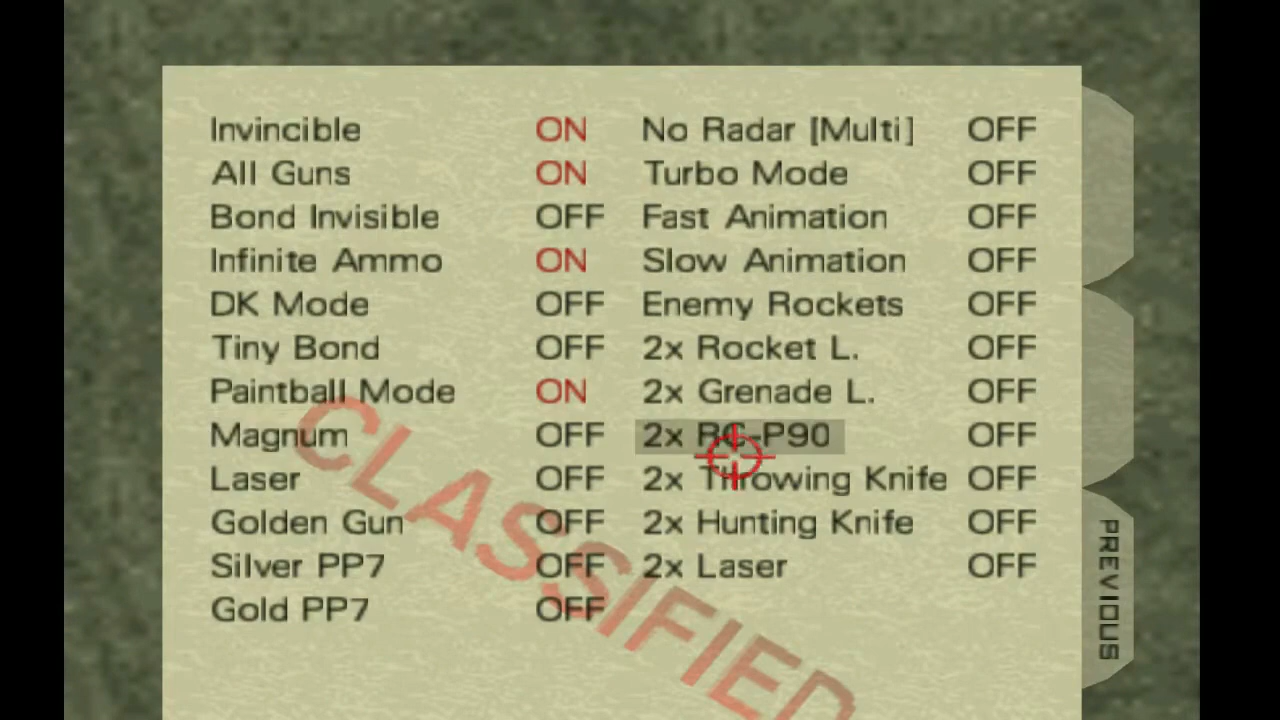 Invincible ON No Radar [Multi] OFF
All Guns ON Turbo Mode OFF
Bond Invisible OFF Fast Animation OFF
Infinite Ammo ON Slow Animation OFF
DK Mode OFF Enemy Rockets OFF
Tiny Bond OFF 2x Rocket L. OFF
Paintball Mode ON 2x Grenade L. OFF
Magnum OFF 2x RC-P90 OFF
Laser OFF 2x Throwing Knife OFF
Golden Gun OFF 2x Hunting Knife OFF
Silver PP7 OFF 2x Laser OFF
Gold PP7 OFF
CLASSIFIED
PREVIOUS